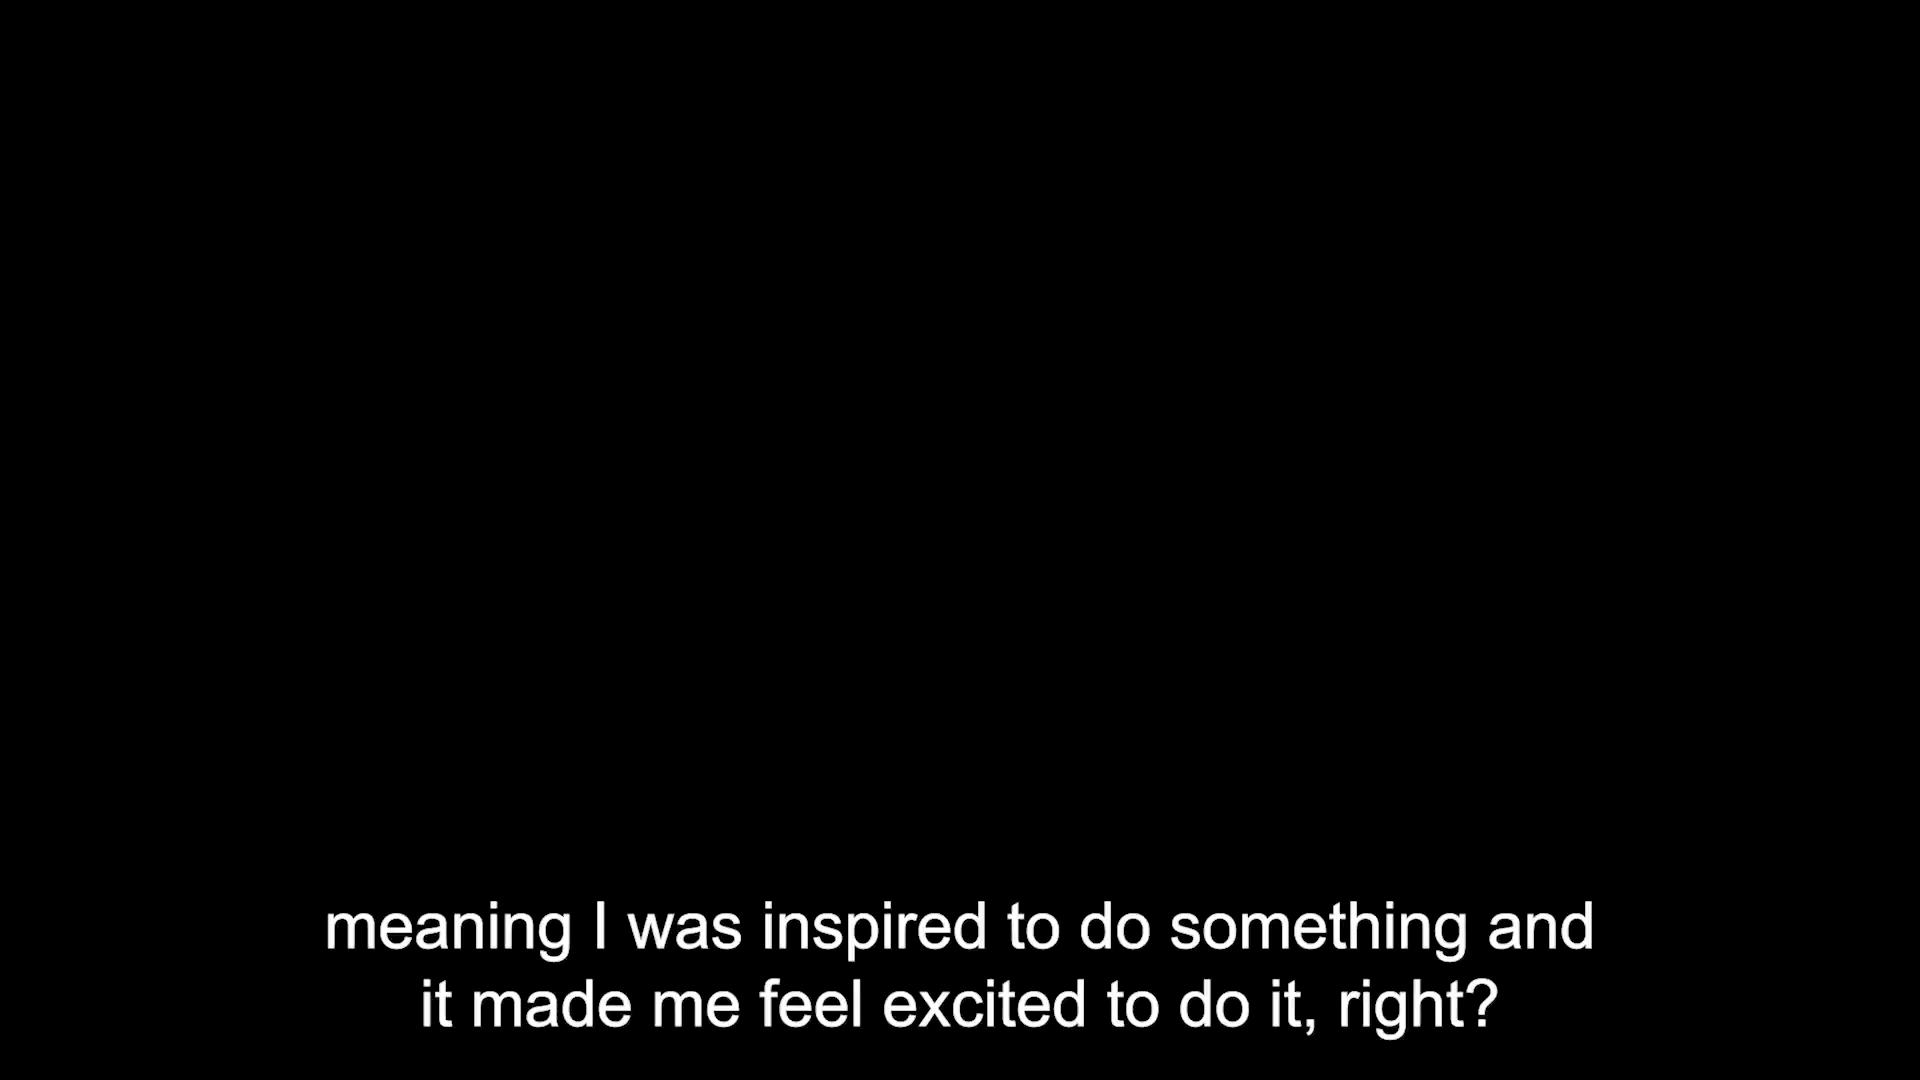 meaning I was inspired to do something and
it made me feel excited to do it, right?